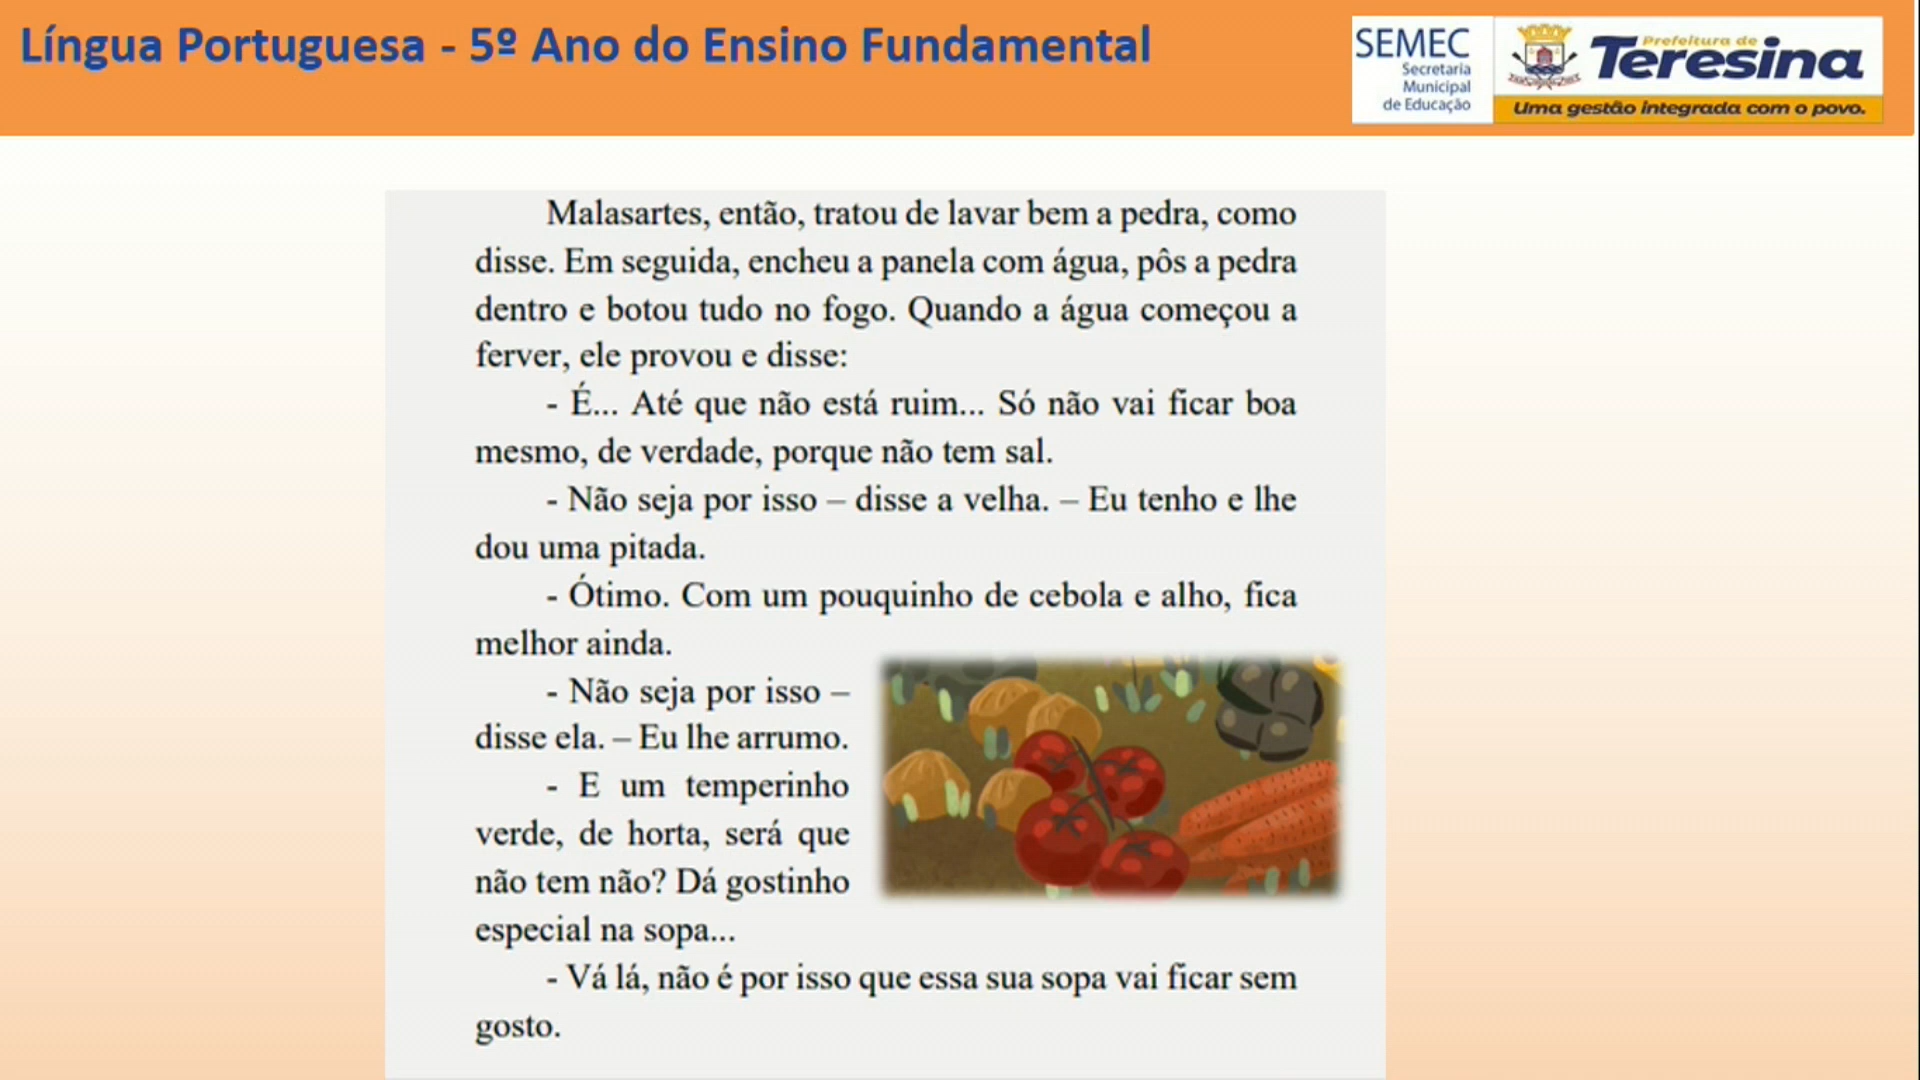 Língua Portuguesa - 5º Ano do Ensino Fundamental
SEMEC
Secretaria
Municipal
de Educação
Prefeitura de
Teresina
Uma gestão integrada com o povo.
Malasartes, então, tratou de lavar bem a pedra, como
disse. Em seguida, encheu a panela com água, pôs a pedra
dentro e botou tudo no fogo. Quando a água começou a
ferver, ele provou e disse:
- É... Até que não está ruim... Só não vai ficar boa
mesmo, de verdade, porque não tem sal.
- Não seja por isso – disse a velha. – Eu tenho e lhe
dou uma pitada.
- Ótimo. Com um pouquinho de cebola e alho, fica
melhor ainda.
- Não seja por isso –
disse ela. – Eu lhe arrumo.
- E um temperinho
verde, de horta, será que
não tem não? Dá gostinho
especial na sopa...
- Vá lá, não é por isso que essa sua sopa vai ficar sem
gosto.